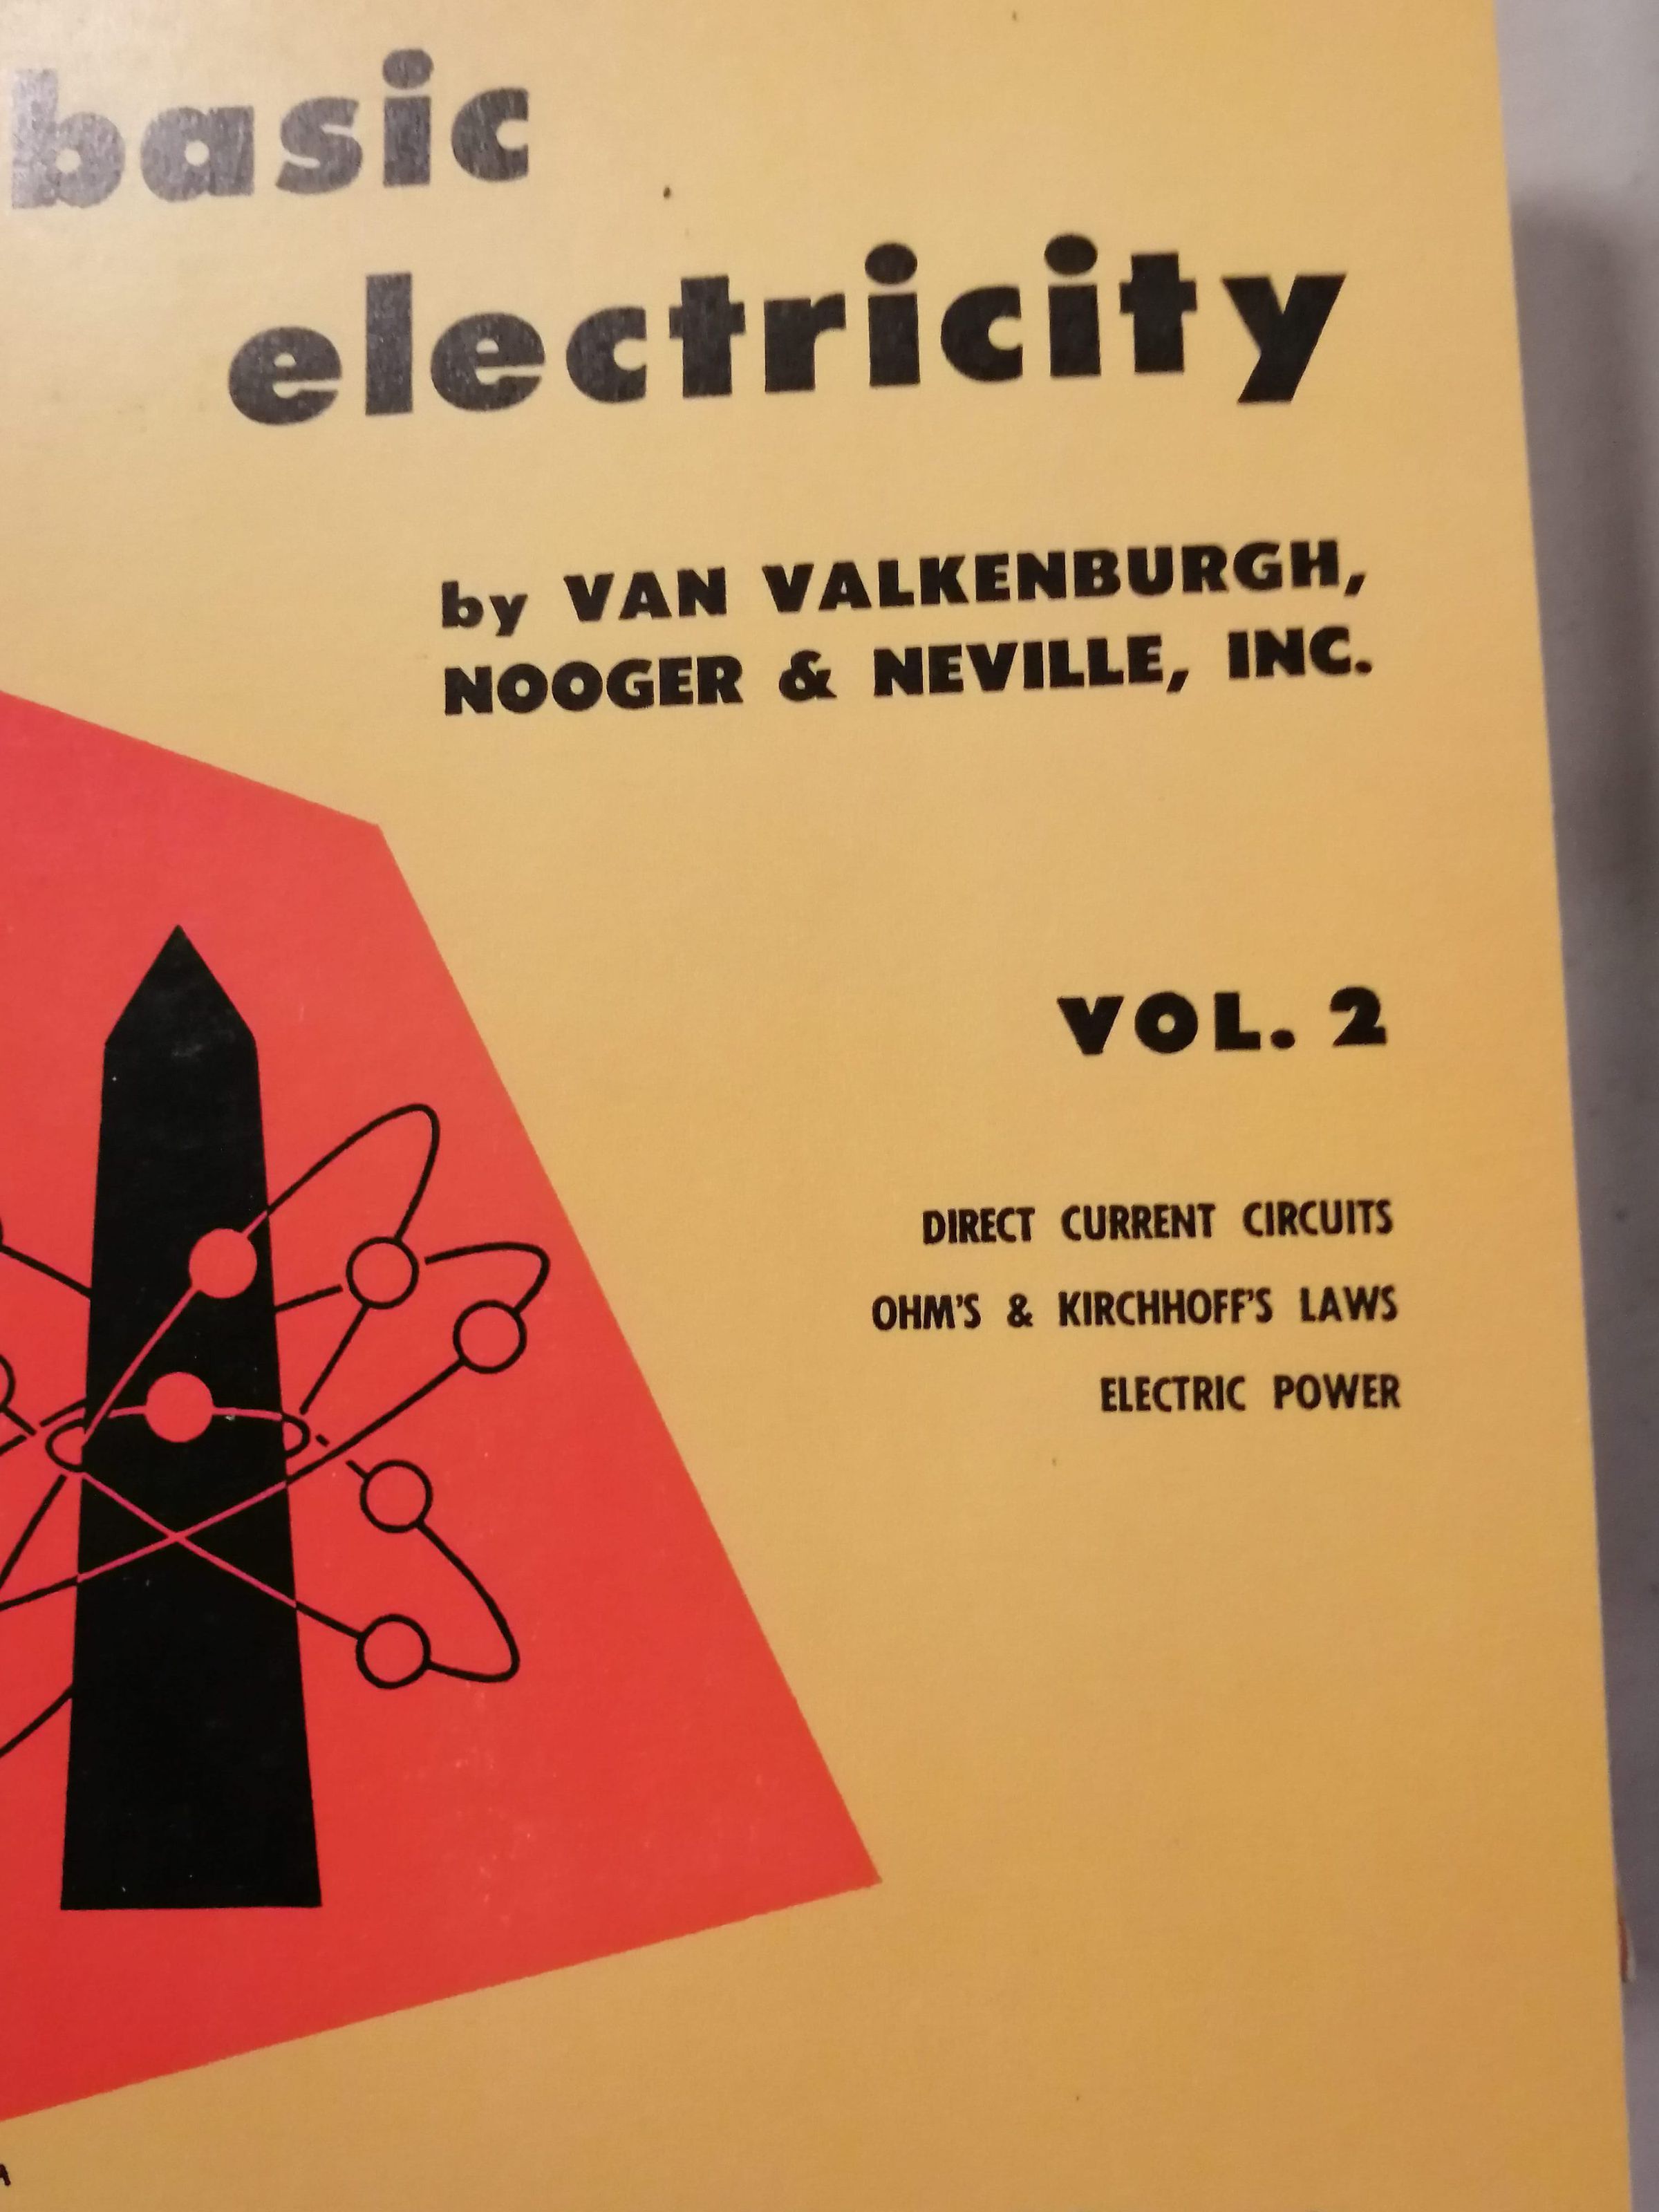 basic
electricity
by VAN VALKENBURGH,
NOOGER & NEVILLE, INC.
VOL. 2
DIRECT CURRENT CIRCUITS
OHM'S & KIRCHHOFF'S LAWS
ELECTRIC POWER